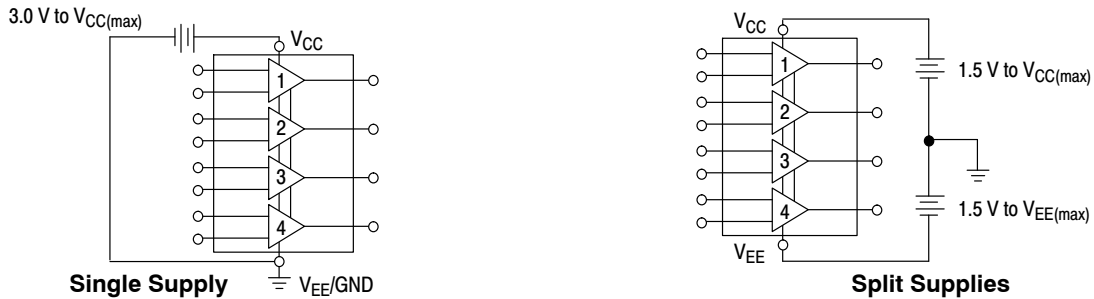 3.0 V to VCC(max)
VCC
1
2
3
4
VEE/GND
Single Supply
VCC
1
2
3
4
VEE
1.5 V to VCC(max)
1.5 V to VEE(max)
Split Supplies